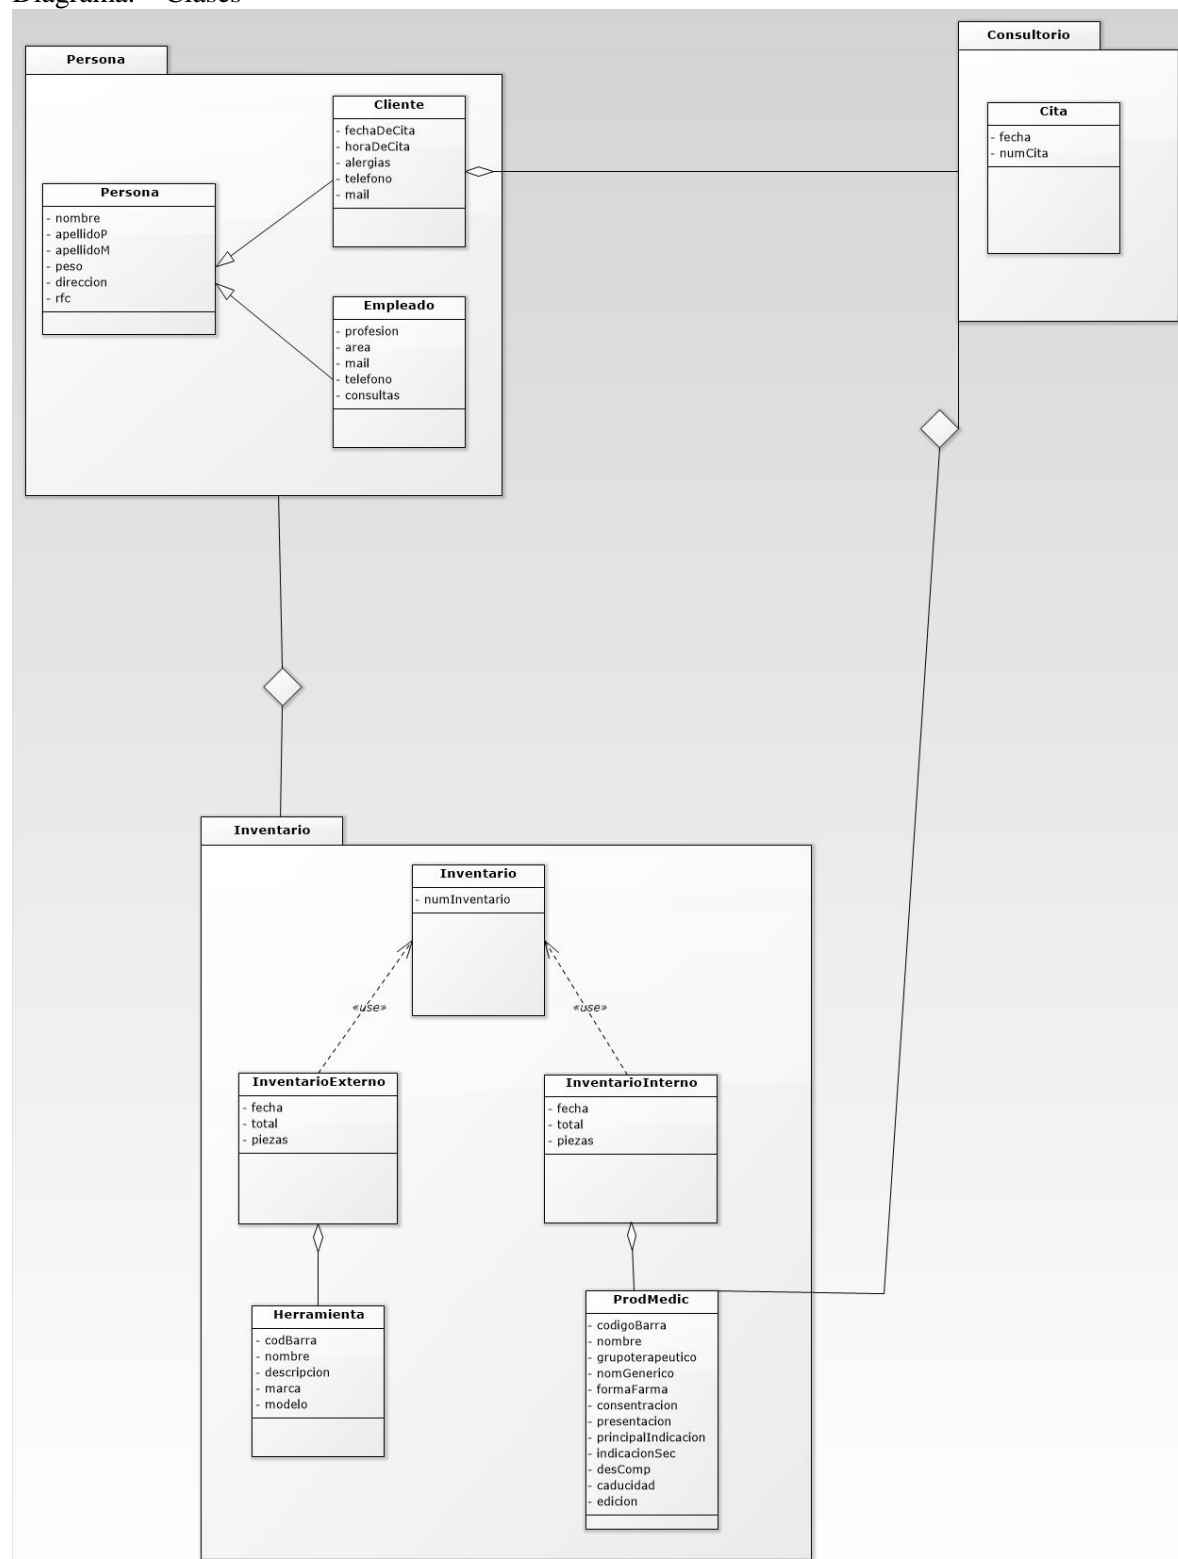 Diagrama: Clases
Persona
Consultorio
Cliente
- fechaDeCita
- horaDeCita
- alergias
- telefono
- mail
Cita
- fecha
- numCita
Persona
- nombre
- apellidoP
- apellidoM
- peso
- direccion
- rfc
Empleado
- profesion
- area
- mail
- telefono
- consultas
Inventario
Inventario
- numInventario
«use»
«use»
InventarioExterno
- fecha
- total
- piezas
InventarioInterno
- fecha
- total
- piezas
Herramienta
- codBarra
- nombre
- descripcion
- marca
- modelo
ProdMedic
- codigoBarra
- nombre
- grupoterapeutico
- nomGenerico
- formaFarma
- consentracion
- presentacion
- principalIndicacion
- indicacionSec
- desComp
- caducidad
- edicion